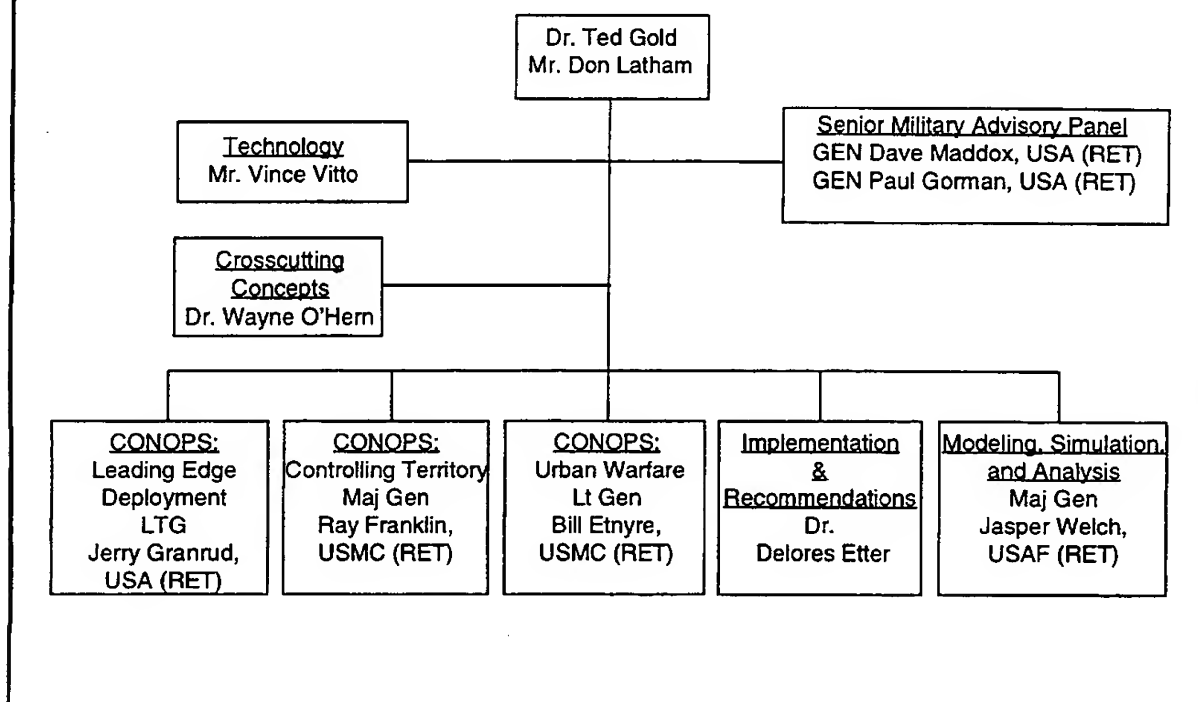 Dr. Ted Gold
Mr. Don Latham
Technology
Mr. Vince Vitto
Senior Military Advisory Panel
GEN Dave Maddox, USA (RET)
GEN Paul Gorman, USA (RET)
Crosscutting
Concepts
Dr. Wayne O'Hern
CONOPS:
Leading Edge
Deployment
LTG
Jerry Granrud,
USA (RET)
CONOPS:
Controlling Territory
Maj Gen
Ray Franklin,
USMC (RET)
CONOPS:
Urban Warfare
Lt Gen
Bill Etnyre,
USMC (RET)
Implementation
&
Recommendations
Dr.
Delores Etter
Modeling, Simulation,
and Analysis
Maj Gen
Jasper Welch,
USAF (RET)